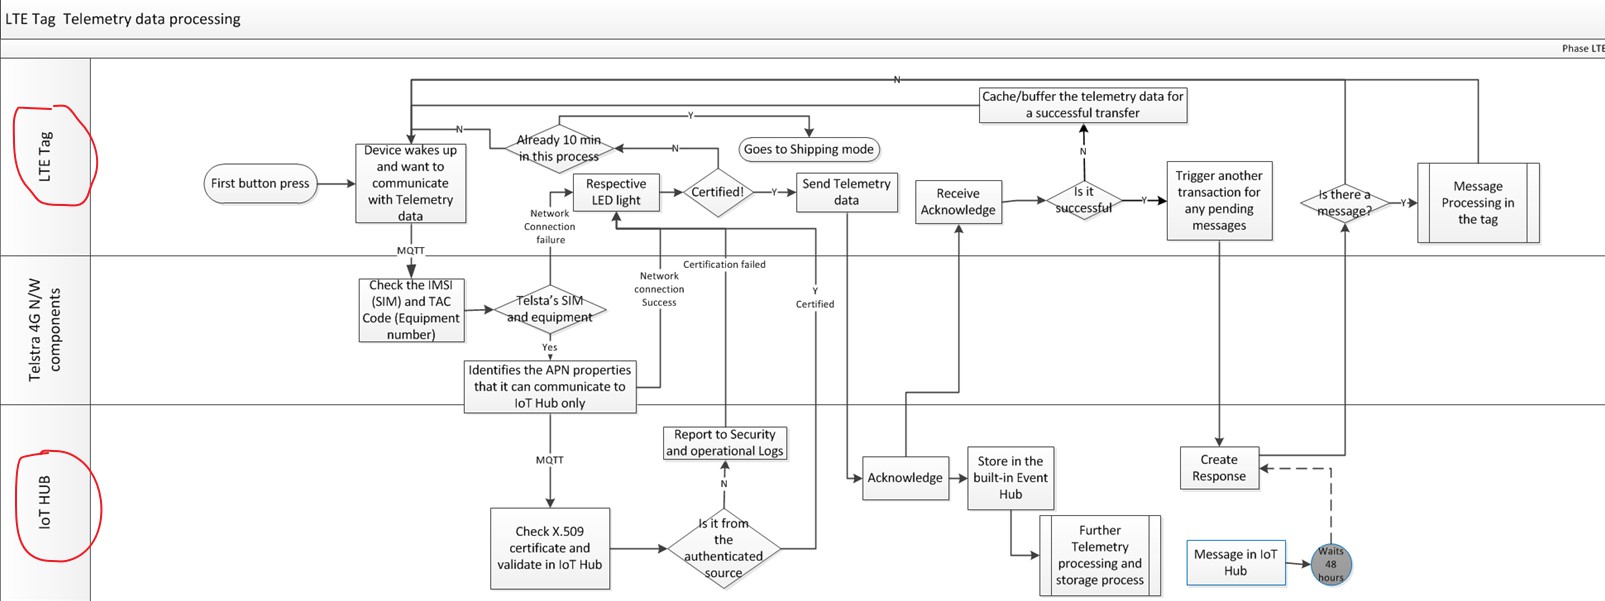 LTE Tag  Telemetry data processing
Phase LTE
LTE Tag
N
Cache/buffer the telemetry data for
a successful transfer
Y
N
Already 10 min
in this process
N
Goes to Shipping mode
N
First button press
Device wakes up
and want to
communicate
with Telemetry
data
Respective
LED light
Certified!
Y
Send Telemetry
data
Receive
Acknowledge
Is it
successful
Y
Trigger another
transaction for
any pending
messages
Is there a
message?
Y
Message
Processing in
the tag
Network
Connection
failure
MQTT
Telstra 4G N/W
components
Check the IMSI
(SIM) and TAC
Code (Equipment
number)
Telsta's SIM
and equipment
Network
connection
Success
Certification failed
Y
Certified
Yes
Identifies the APN properties
that it can communicate to
IoT Hub only
IoT HUB
MQTT
Report to Security
and operational Logs
N
Check X.509
certificate and
validate in IoT Hub
Is it from
the
authenticated
source
Acknowledge
Store in the
built-in Event
Hub
Further
Telemetry
processing and
storage process
Create
Response
Message in IoT
Hub
Waits
48
hours